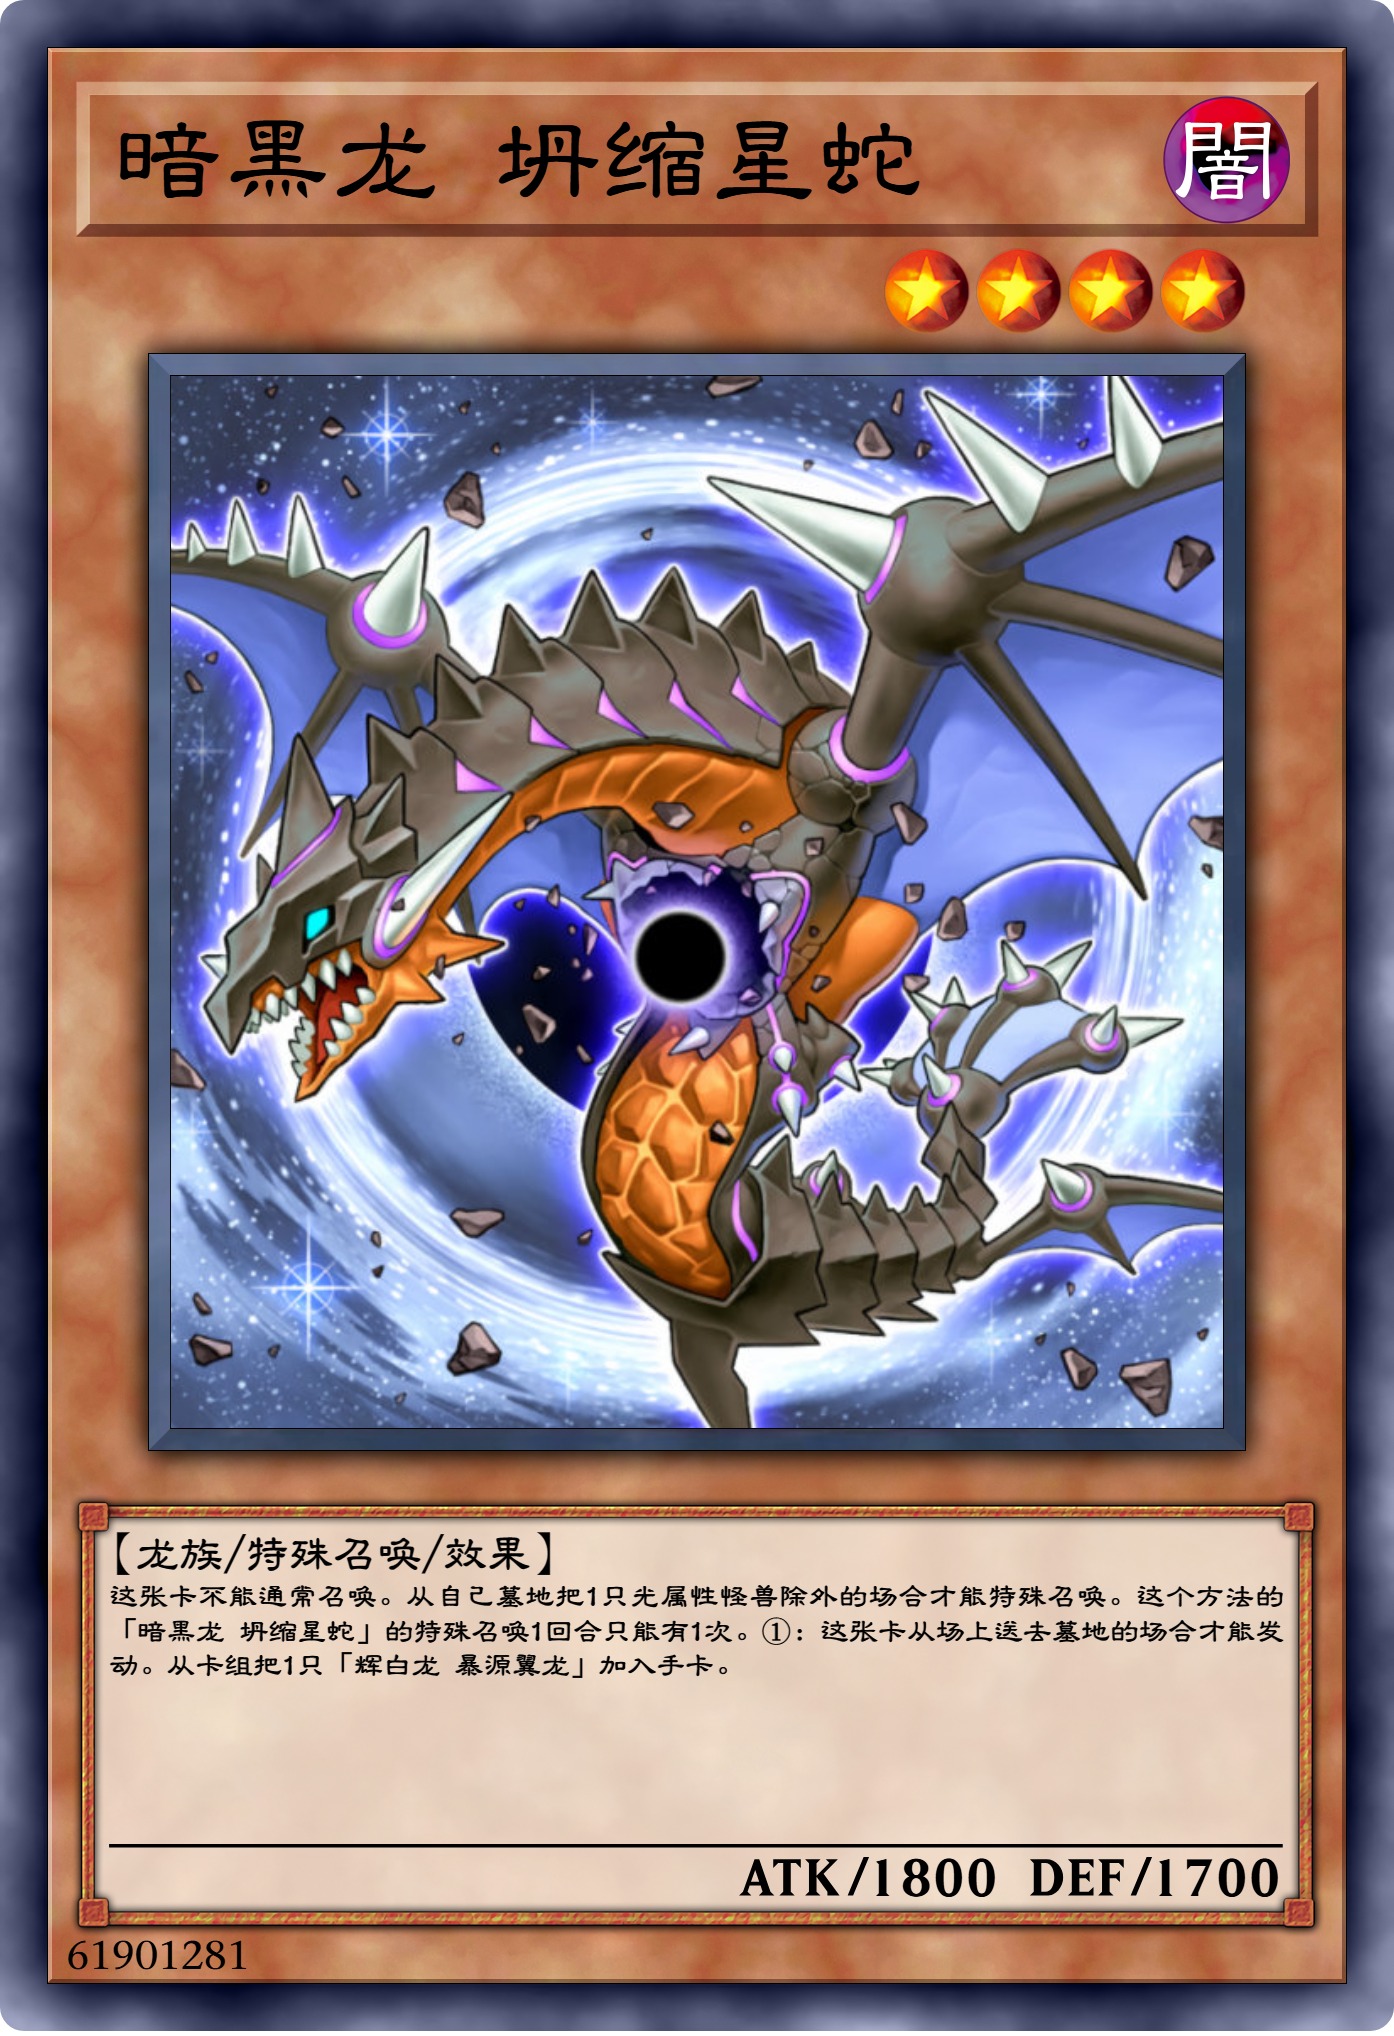 暗黑龙 坍缩星蛇
闇
【龙族/特殊召唤/效果】
这张卡不能通常召唤。从自己墓地把1只光属性怪兽除外的场合才能特殊召唤。这个方法的
「暗黑龙 坍缩星蛇」的特殊召唤1回合只能有1次。①：这张卡从场上送去墓地的场合才能发
动。从卡组把1只「辉白龙 暴源翼龙」加入手卡。
ATK/1800 DEF/1700
61901281